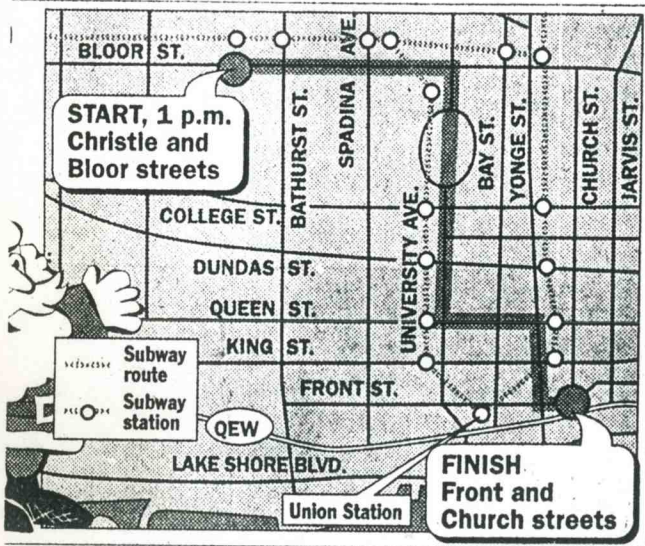 BLOOR ST.
START, 1 p.m.
Christie and
Bloor streets
BATHURST ST.
SPADINA AVE.
UNIVERSITY AVE.
BAY ST.
YONGE ST.
CHURCH ST.
JARVIS ST.
COLLEGE ST.
DUNDAS ST.
QUEEN ST.
KING ST.
FRONT ST.
Subway
route
Subway
station
QEW
LAKE SHORE BLVD.
Union Station
FINISH
Front and
Church streets